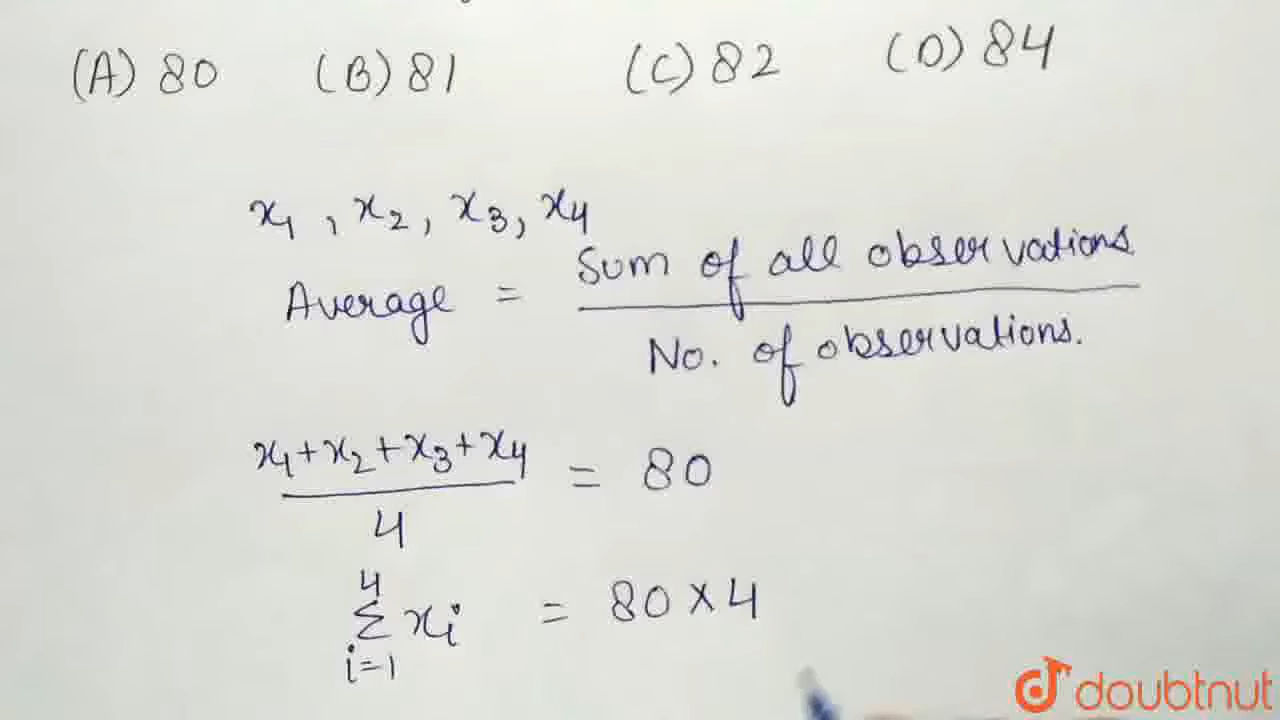 (A) 80 (B) 81 (C) 82 (D) 84
x₁, x₂, x₃, x₄
Average = Sum of all observations / No. of observations.
x₁+x₂+x₃+x₄ / 4 = 80
4
Σ xi = 80×4
i=1
doubtnut